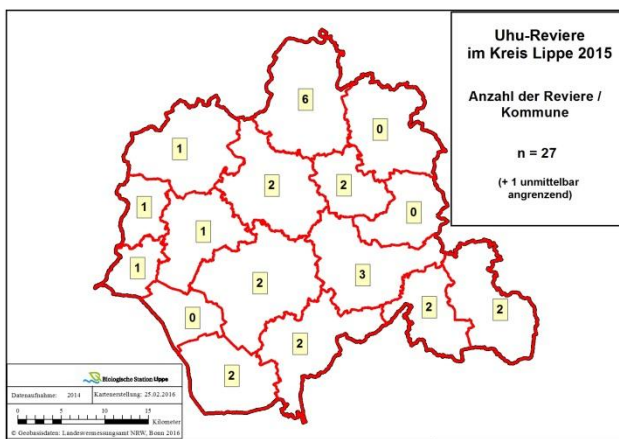 Uhu-Reviere
im Kreis Lippe 2015
Anzahl der Reviere /
Kommune
n = 27
(+ 1 unmittelbar
angrenzend)
6
0
1
2
2
1
1
0
1
2
3
0
2
2
2
2
Biologische Station Lippe
Datenaufnahme: 2014 Kartenerstellung: 25.02.2016
0 5 10 15
Kilometer
© Geobasisdaten: Landesvermessungsamt NRW, Bonn 2016